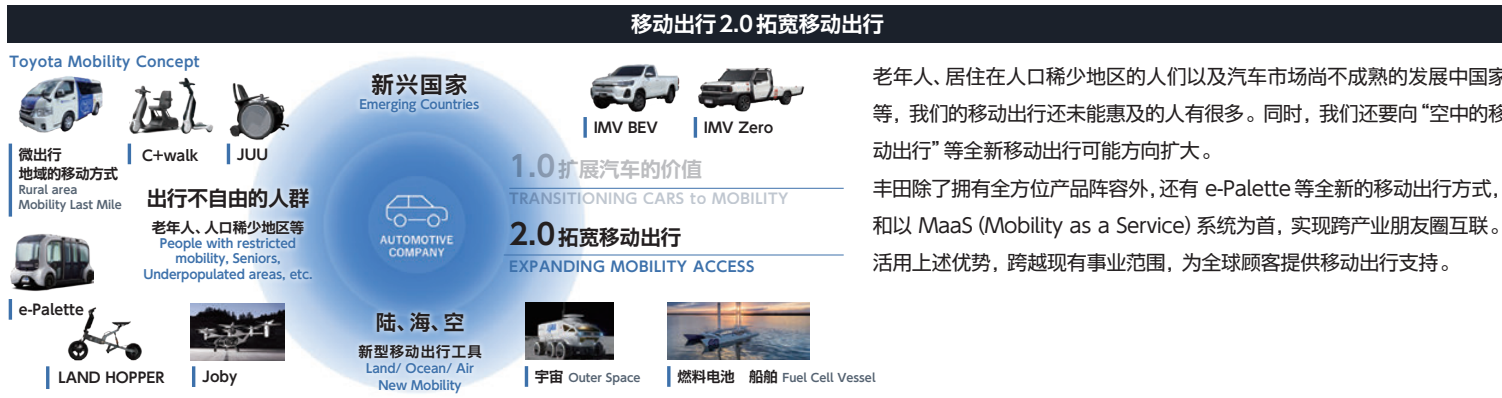 移动出行2.0拓宽移动出行
Toyota Mobility Concept
微出行
地域的移动方式
Rural area
Mobility Last Mile
C+walk
JUU
新兴国家
Emerging Countries
IMV BEV
IMV Zero
出行不自由的人群
老年人、人口稀少地区等
People with restricted
mobility, Seniors,
Underpopulated areas, etc.
AUTOMOTIVE
COMPANY
1.0扩展汽车的价值
TRANSITIONING CARS to MOBILITY
2.0拓宽移动出行
EXPANDING MOBILITY ACCESS
e-Palette
LAND HOPPER
Joby
陆、海、空
新型移动出行工具
Land/ Ocean/ Air
New Mobility
宇宙 Outer Space
燃料电池 船舶 Fuel Cell Vessel
老年人、居住在人口稀少地区的人们以及汽车市场尚不成熟的发展中国家
等，我们的移动出行还未能惠及的人有很多。同时，我们还要向“空中的移
动出行”等全新移动出行可能方向扩大。
丰田除了拥有全方位产品阵容外，还有 e-Palette 等全新的移动出行方式，
和以 MaaS（Mobility as a Service）系统为首，实现跨产业朋友圈互联。
活用上述优势，跨越现有事业范围，为全球顾客提供移动出行支持。